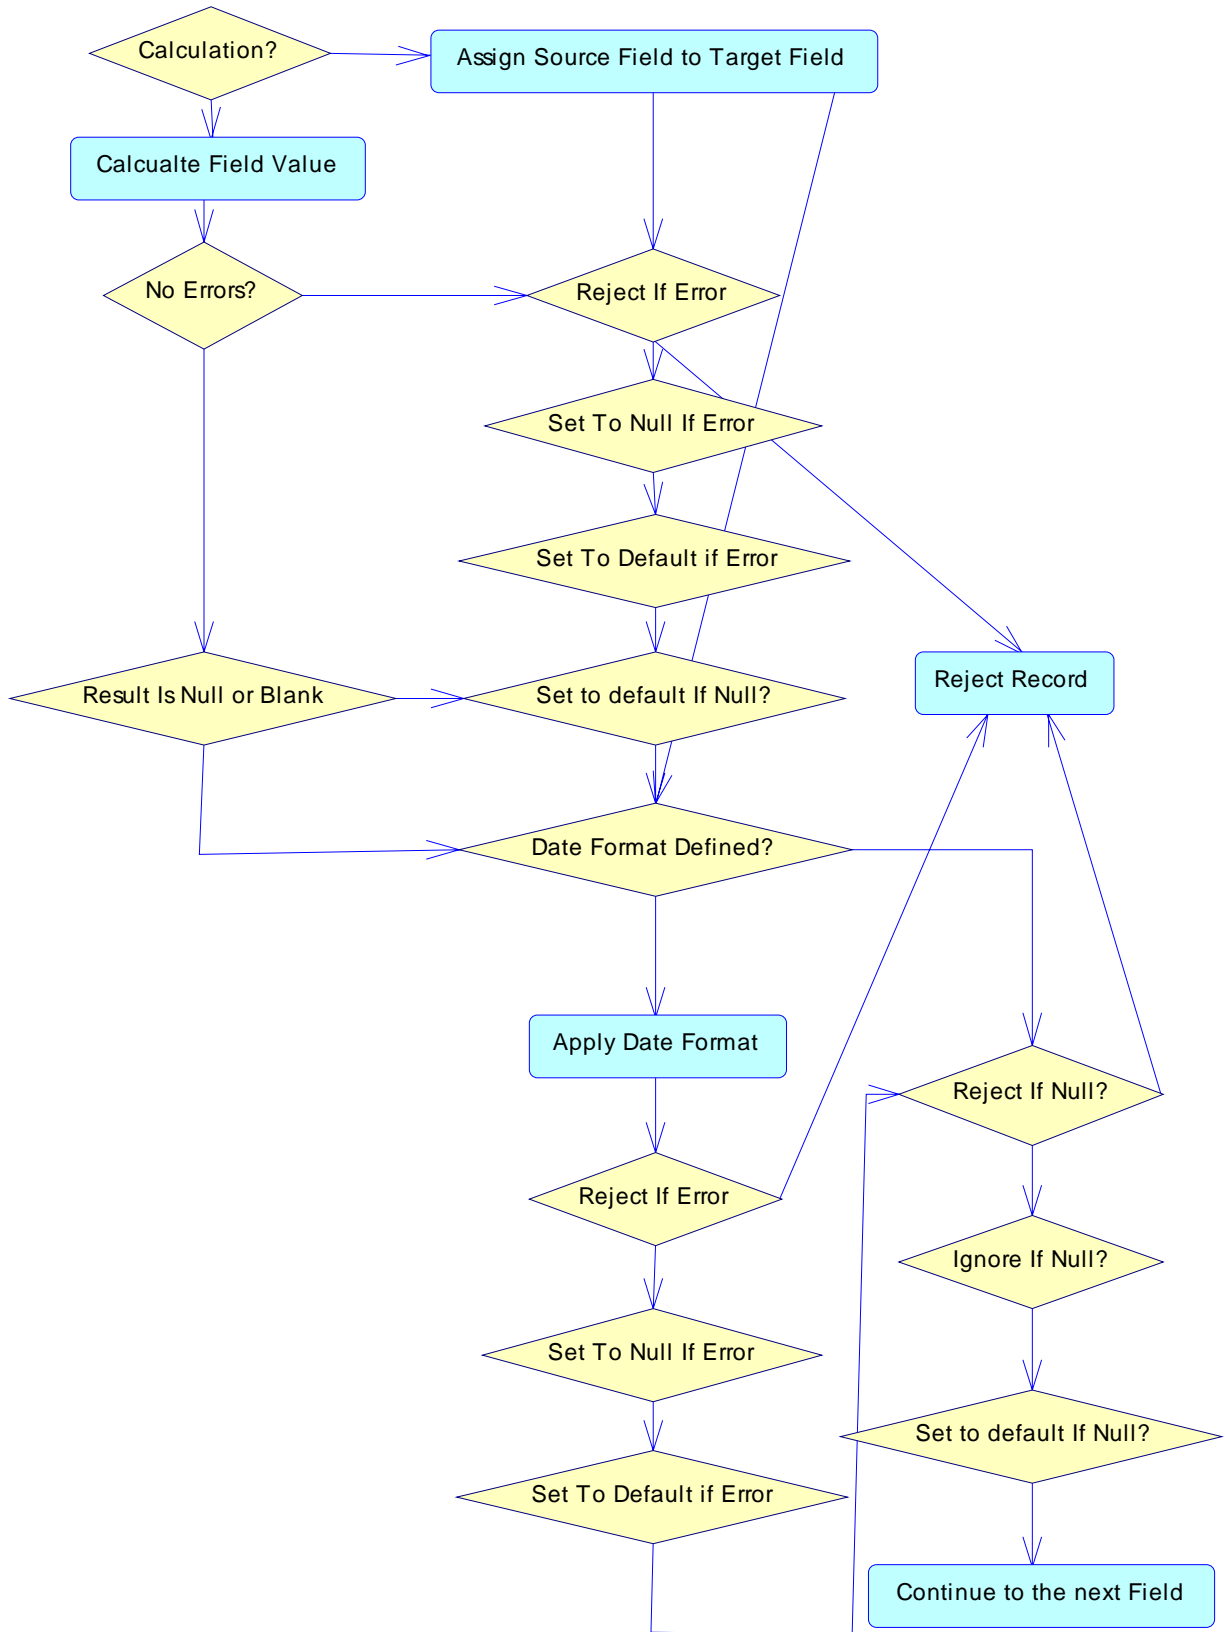 Calculation?
Assign Source Field to Target Field
Calcualte Field Value
No Errors?
Reject If Error
Set To Null If Error
Set To Default if Error
Result Is Null or Blank
Set to default If Null?
Reject Record
Date Format Defined?
Apply Date Format
Reject If Null?
Reject If Error
Ignore If Null?
Set To Null If Error
Set to default If Null?
Set To Default if Error
Continue to the next Field